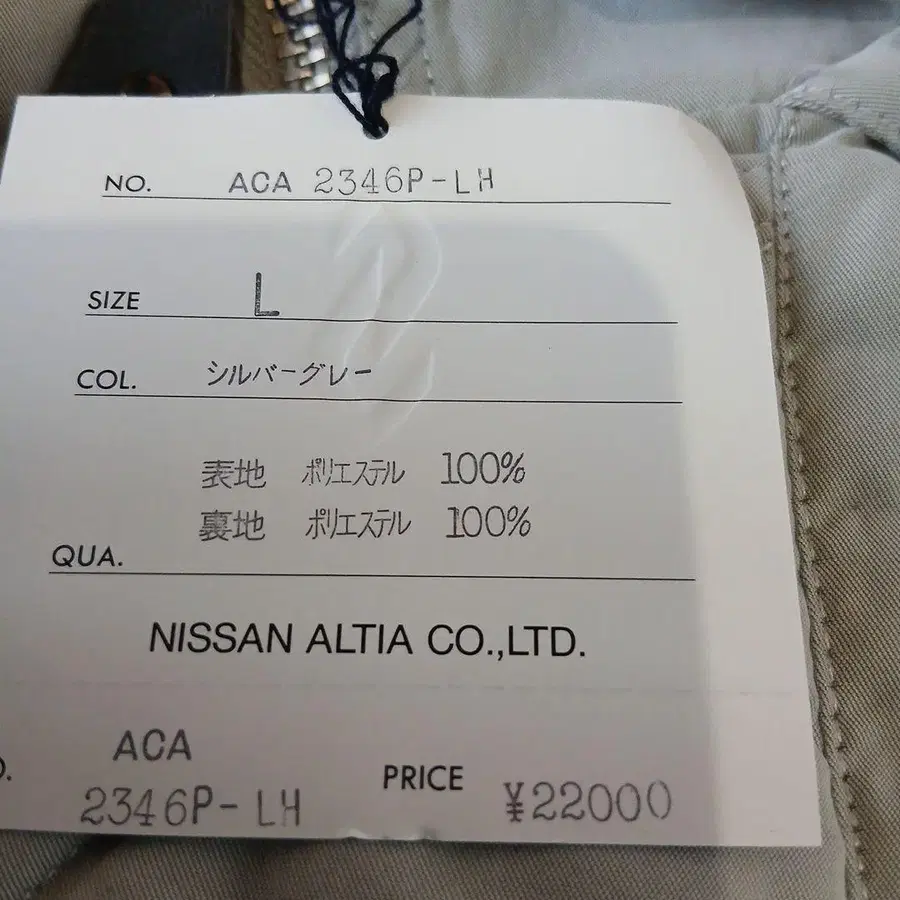 NO. ACA 2346P-LH
SIZE L
COL. シルバーグレー
表地 ポリエステル 100%
裏地 ポリエステル 100%
QUA.
NISSAN ALTIA CO.,LTD.
ACA
2346P-LH
PRICE ¥22000